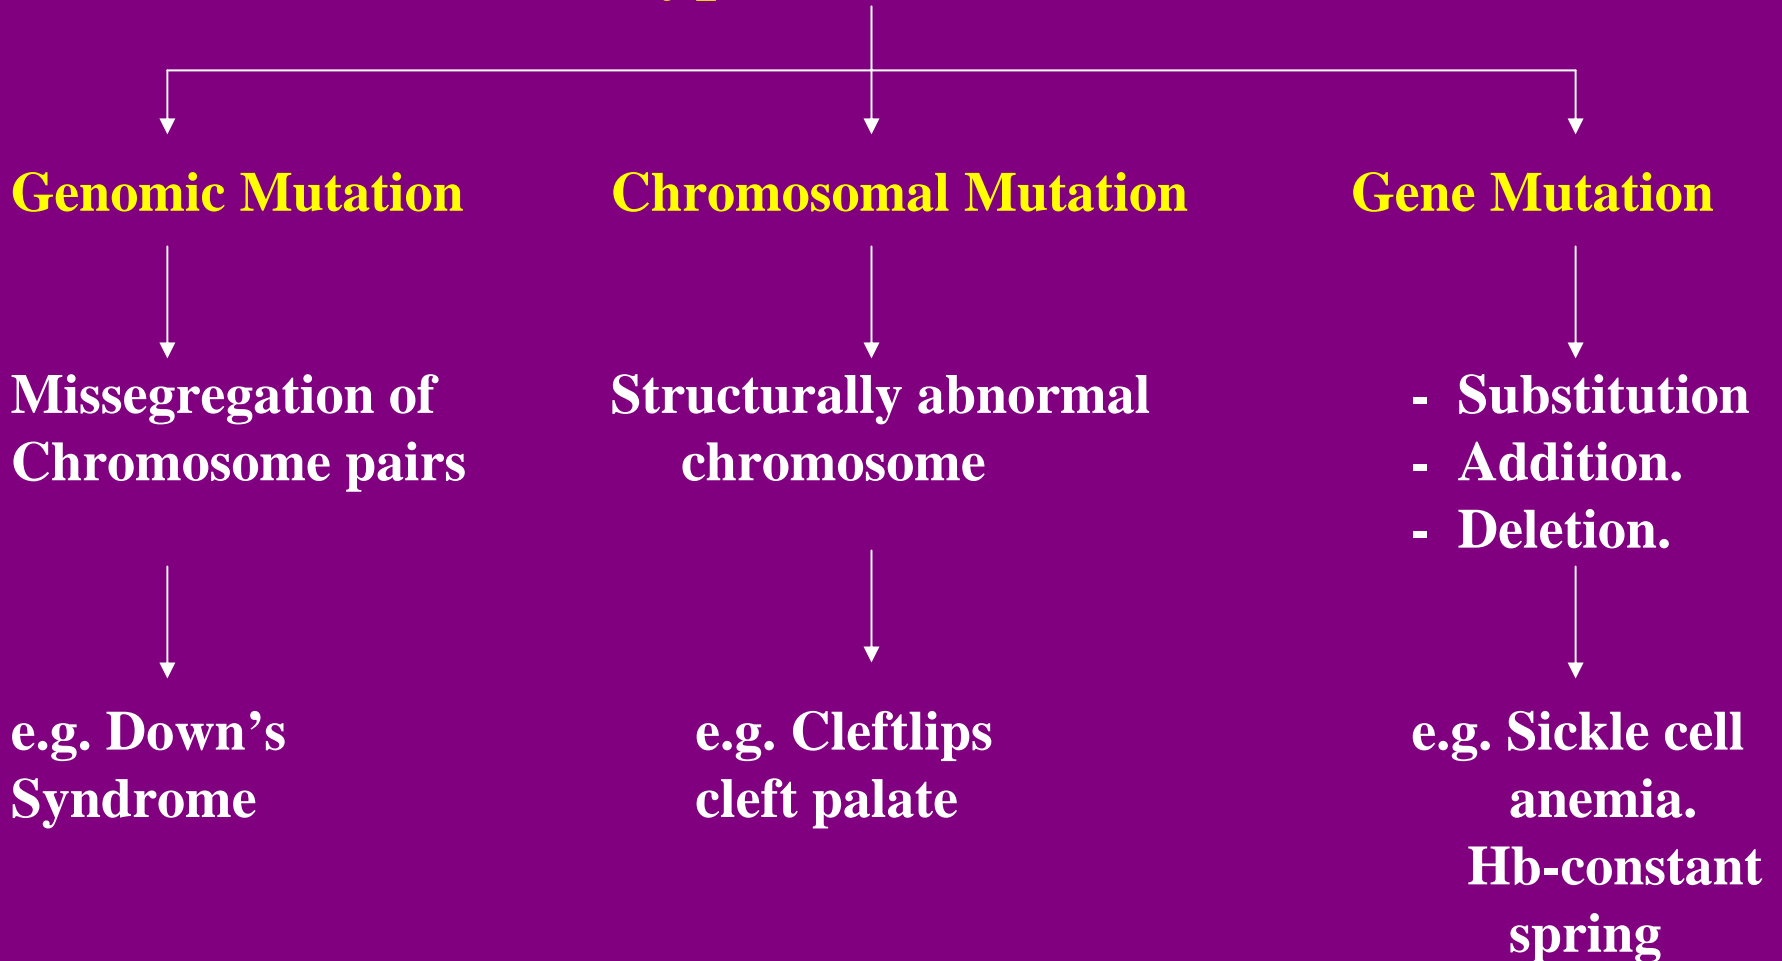 Genomic Mutation
Chromosomal Mutation
Gene Mutation
Missegregation of
Chromosome pairs
Structurally abnormal
chromosome
- Substitution
- Addition.
- Deletion.
e.g. Down’s
Syndrome
e.g. Cleftlips
cleft palate
e.g. Sickle cell
anemia.
Hb-constant
spring